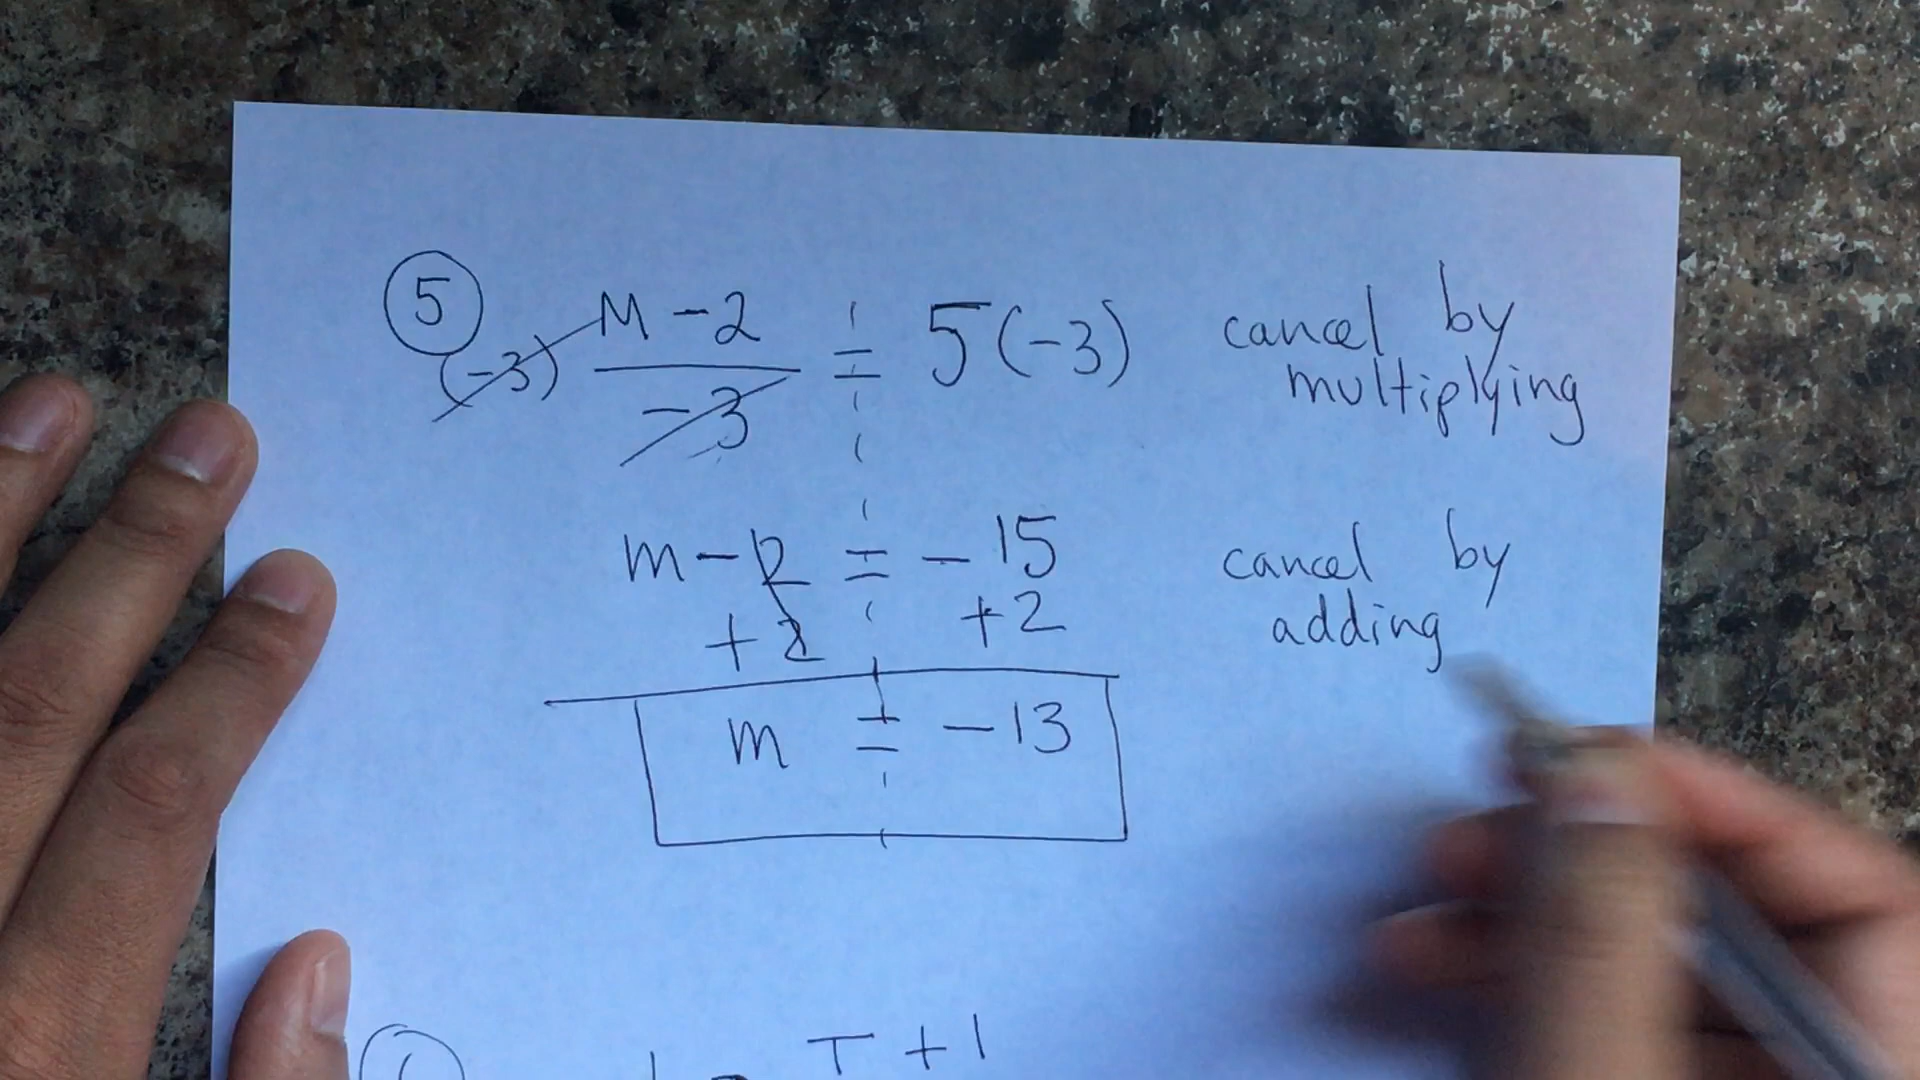 5
(-3) M-2 / -3 = 5(-3) cancel by
multiplying
m-2 = -15 cancel by
+2 +2 adding
m = -13
T+1